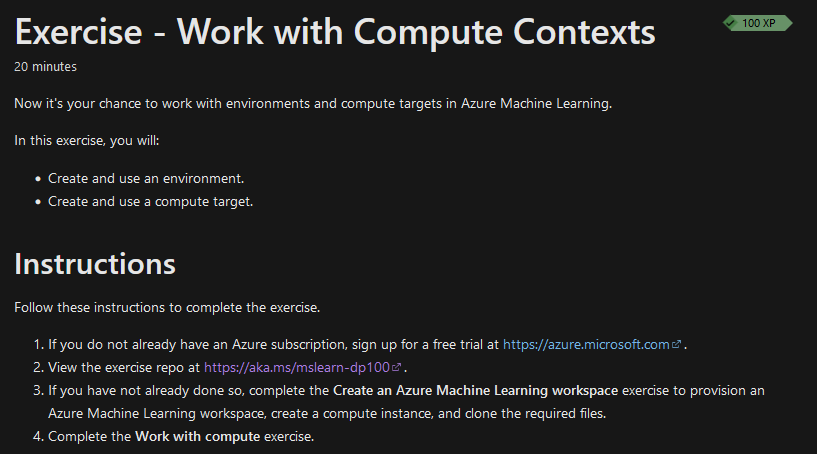 Exercise - Work with Compute Contexts
100 XP
20 minutes
Now it's your chance to work with environments and compute targets in Azure Machine Learning.
In this exercise, you will:
• Create and use an environment.
• Create and use a compute target.
Instructions
Follow these instructions to complete the exercise.
1. If you do not already have an Azure subscription, sign up for a free trial at https://azure.microsoft.com .
2. View the exercise repo at https://aka.ms/mslearn-dp100 .
3. If you have not already done so, complete the Create an Azure Machine Learning workspace exercise to provision an
Azure Machine Learning workspace, create a compute instance, and clone the required files.
4. Complete the Work with compute exercise.